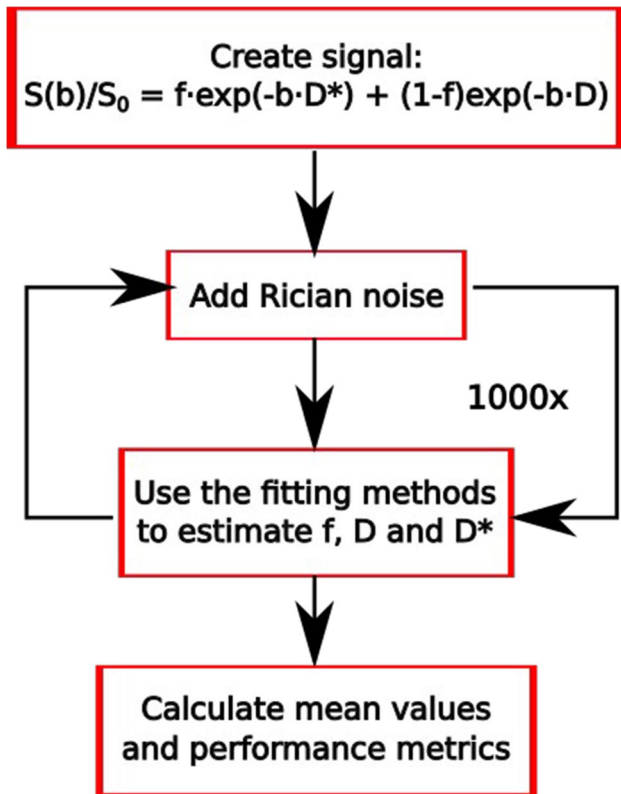 Create signal:
S(b)/S₀ = f·exp(-b·D*) + (1-f)exp(-b·D)
Add Rician noise
1000x
Use the fitting methods
to estimate f, D and D*
Calculate mean values
and performance metrics